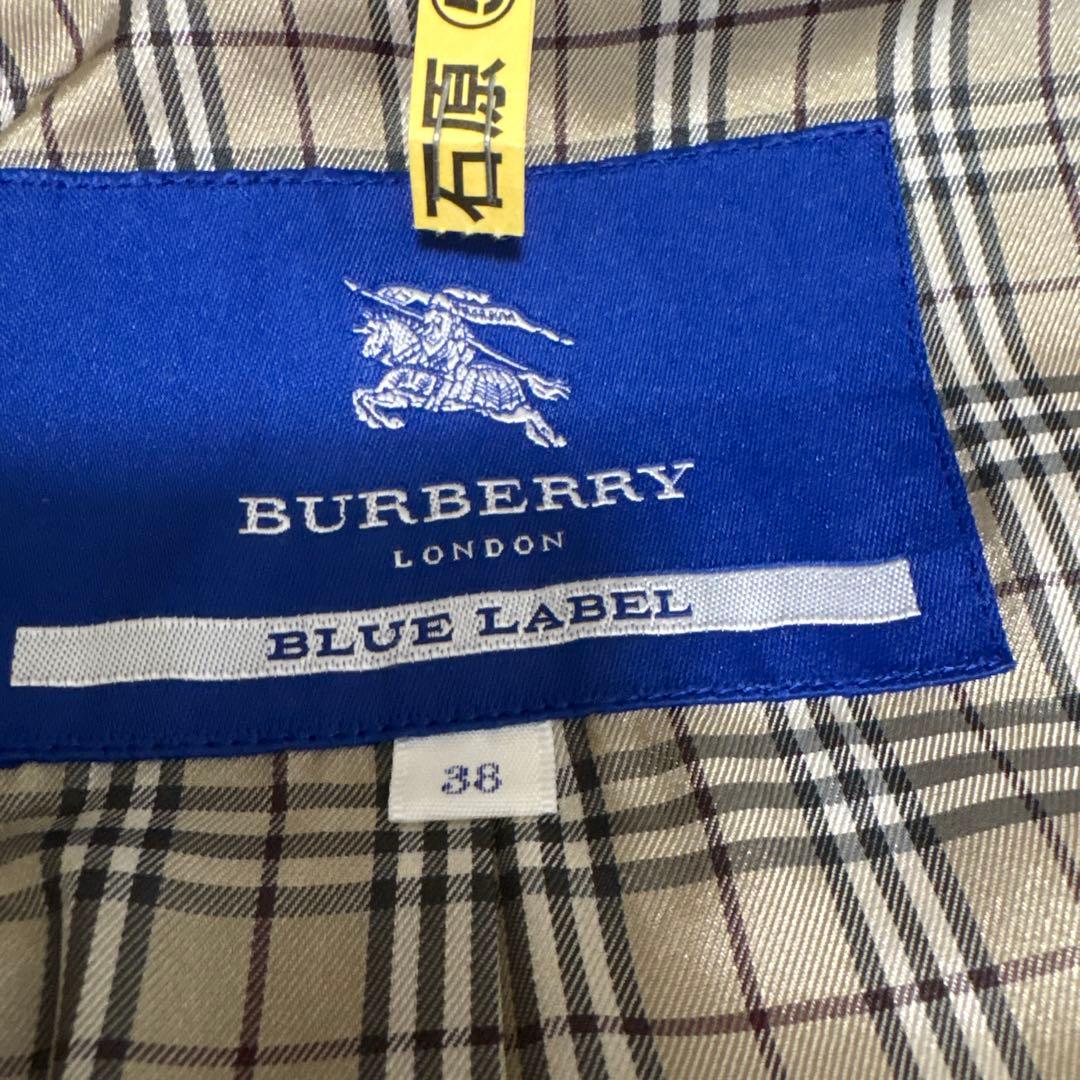 石原
BURBERRY
LONDON
BLUE LABEL
38